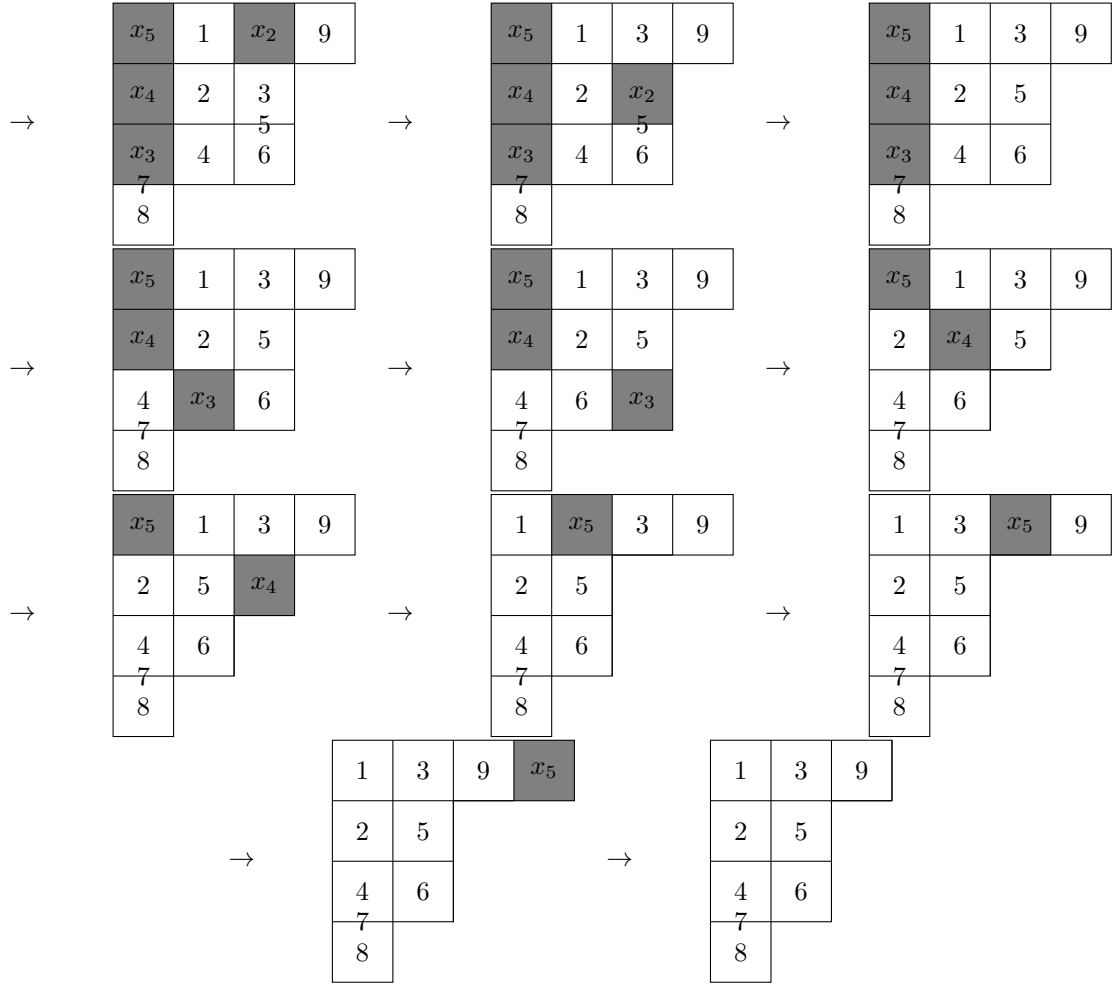 x₅ 1 x₂ 9 x₅ 1 3 9 x₅ 1 3 9
x₄ 2 3 x₄ 2 x₂ x₄ 2 5
→ 5 → 5 →
x₃ 4 6 x₃ 4 6 x₃ 4 6
7 7 7
8 8 8
x₅ 1 3 9 x₅ 1 3 9 x₅ 1 3 9
x₄ 2 5 x₄ 2 5 2 x₄ 5
→ → →
4 x₃ 6 4 6 x₃ 4 6
7 7 7
8 8 8
x₅ 1 3 9 1 x₅ 3 9 1 3 x₅ 9
2 5 x₄ 2 5 2 5
→ → →
4 6 4 6 4 6
7 7 7
8 8 8
1 3 9 x₅ 1 3 9
2 5 2 5
→ →
4 6 4 6
7 7
8 8